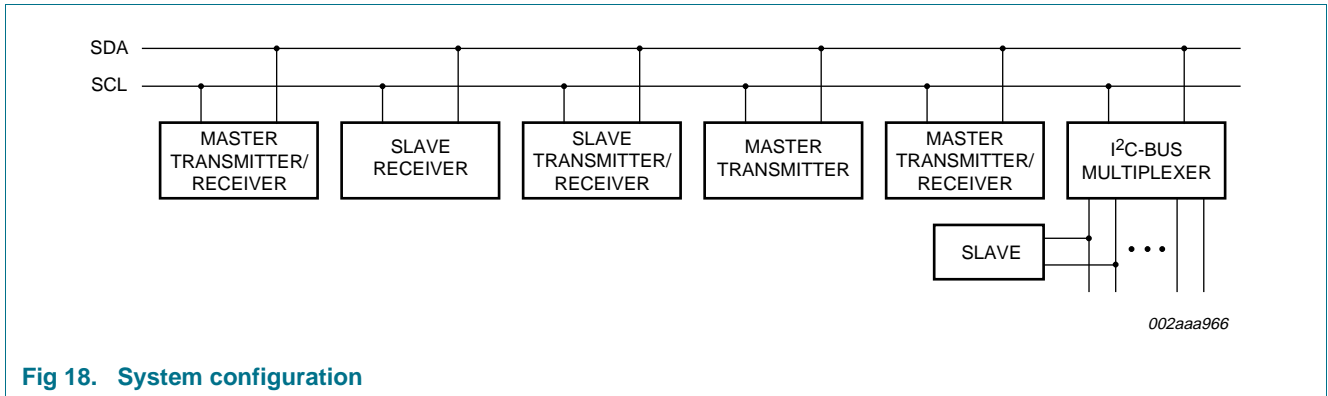 SDA
SCL
MASTER
TRANSMITTER/
RECEIVER
SLAVE
RECEIVER
SLAVE
TRANSMITTER/
RECEIVER
MASTER
TRANSMITTER
MASTER
TRANSMITTER/
RECEIVER
I²C-BUS
MULTIPLEXER
SLAVE
002aaa966
Fig 18. System configuration